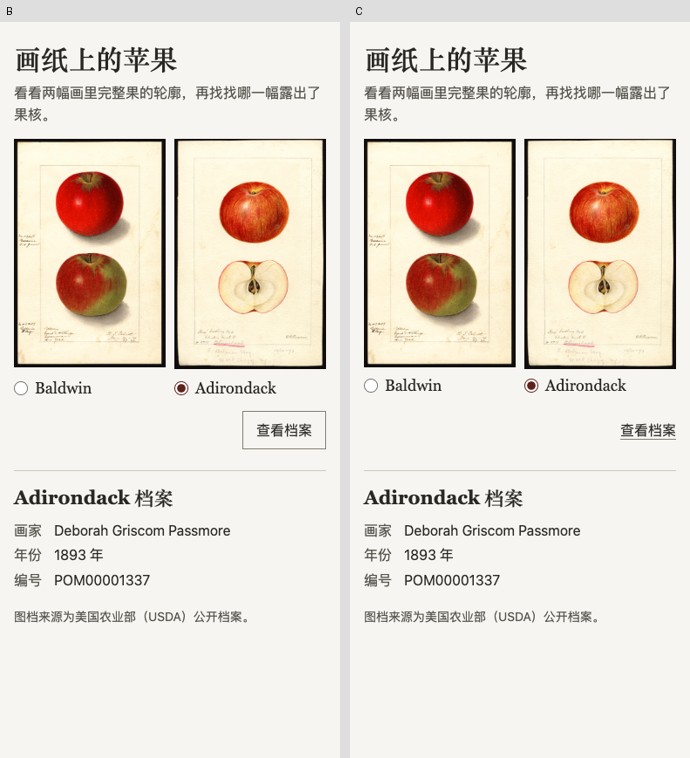 B
画纸上的苹果
看看两幅画里完整果的轮廓，再找找哪一幅露出了
果核。
Baldwin
Adirondack
查看档案
Adirondack 档案
画家 Deborah Griscom Passmore
年份 1893 年
编号 POM00001337
图档来源为美国农业部（USDA）公开档案。
C
画纸上的苹果
看看两幅画里完整果的轮廓，再找找哪一幅露出了
果核。
Baldwin
Adirondack
查看档案
Adirondack 档案
画家 Deborah Griscom Passmore
年份 1893 年
编号 POM00001337
图档来源为美国农业部（USDA）公开档案。